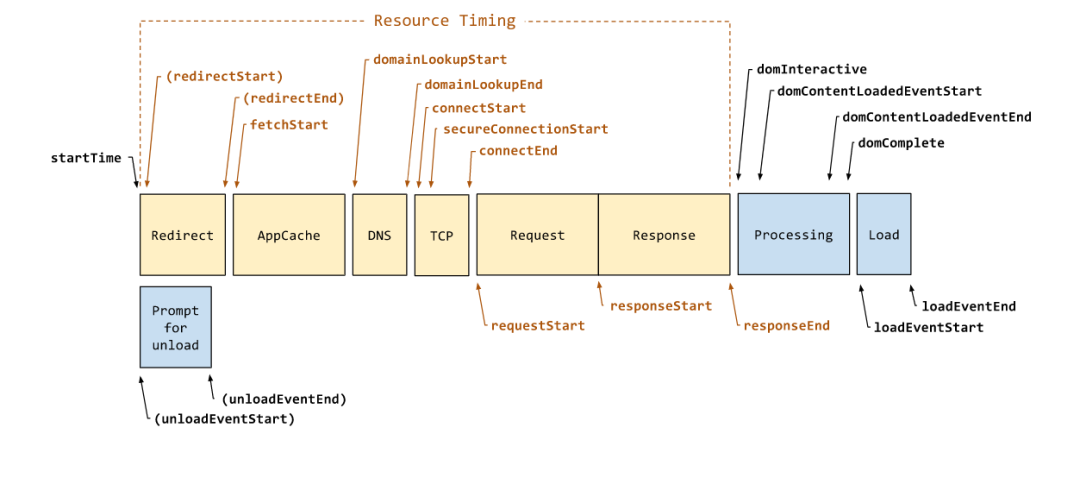 Resource Timing
domainLookupStart
domInteractive
(redirectStart)
domainLookupEnd
domContentLoadedEventStart
(redirectEnd)
connectStart
domContentLoadedEventEnd
fetchStart
secureConnectionStart
domComplete
startTime
connectEnd
Redirect
AppCache
DNS
TCP
Request
Response
Processing
Load
Prompt
for
unload
requestStart
responseStart
responseEnd
loadEventEnd
loadEventStart
(unloadEventEnd)
(unloadEventStart)